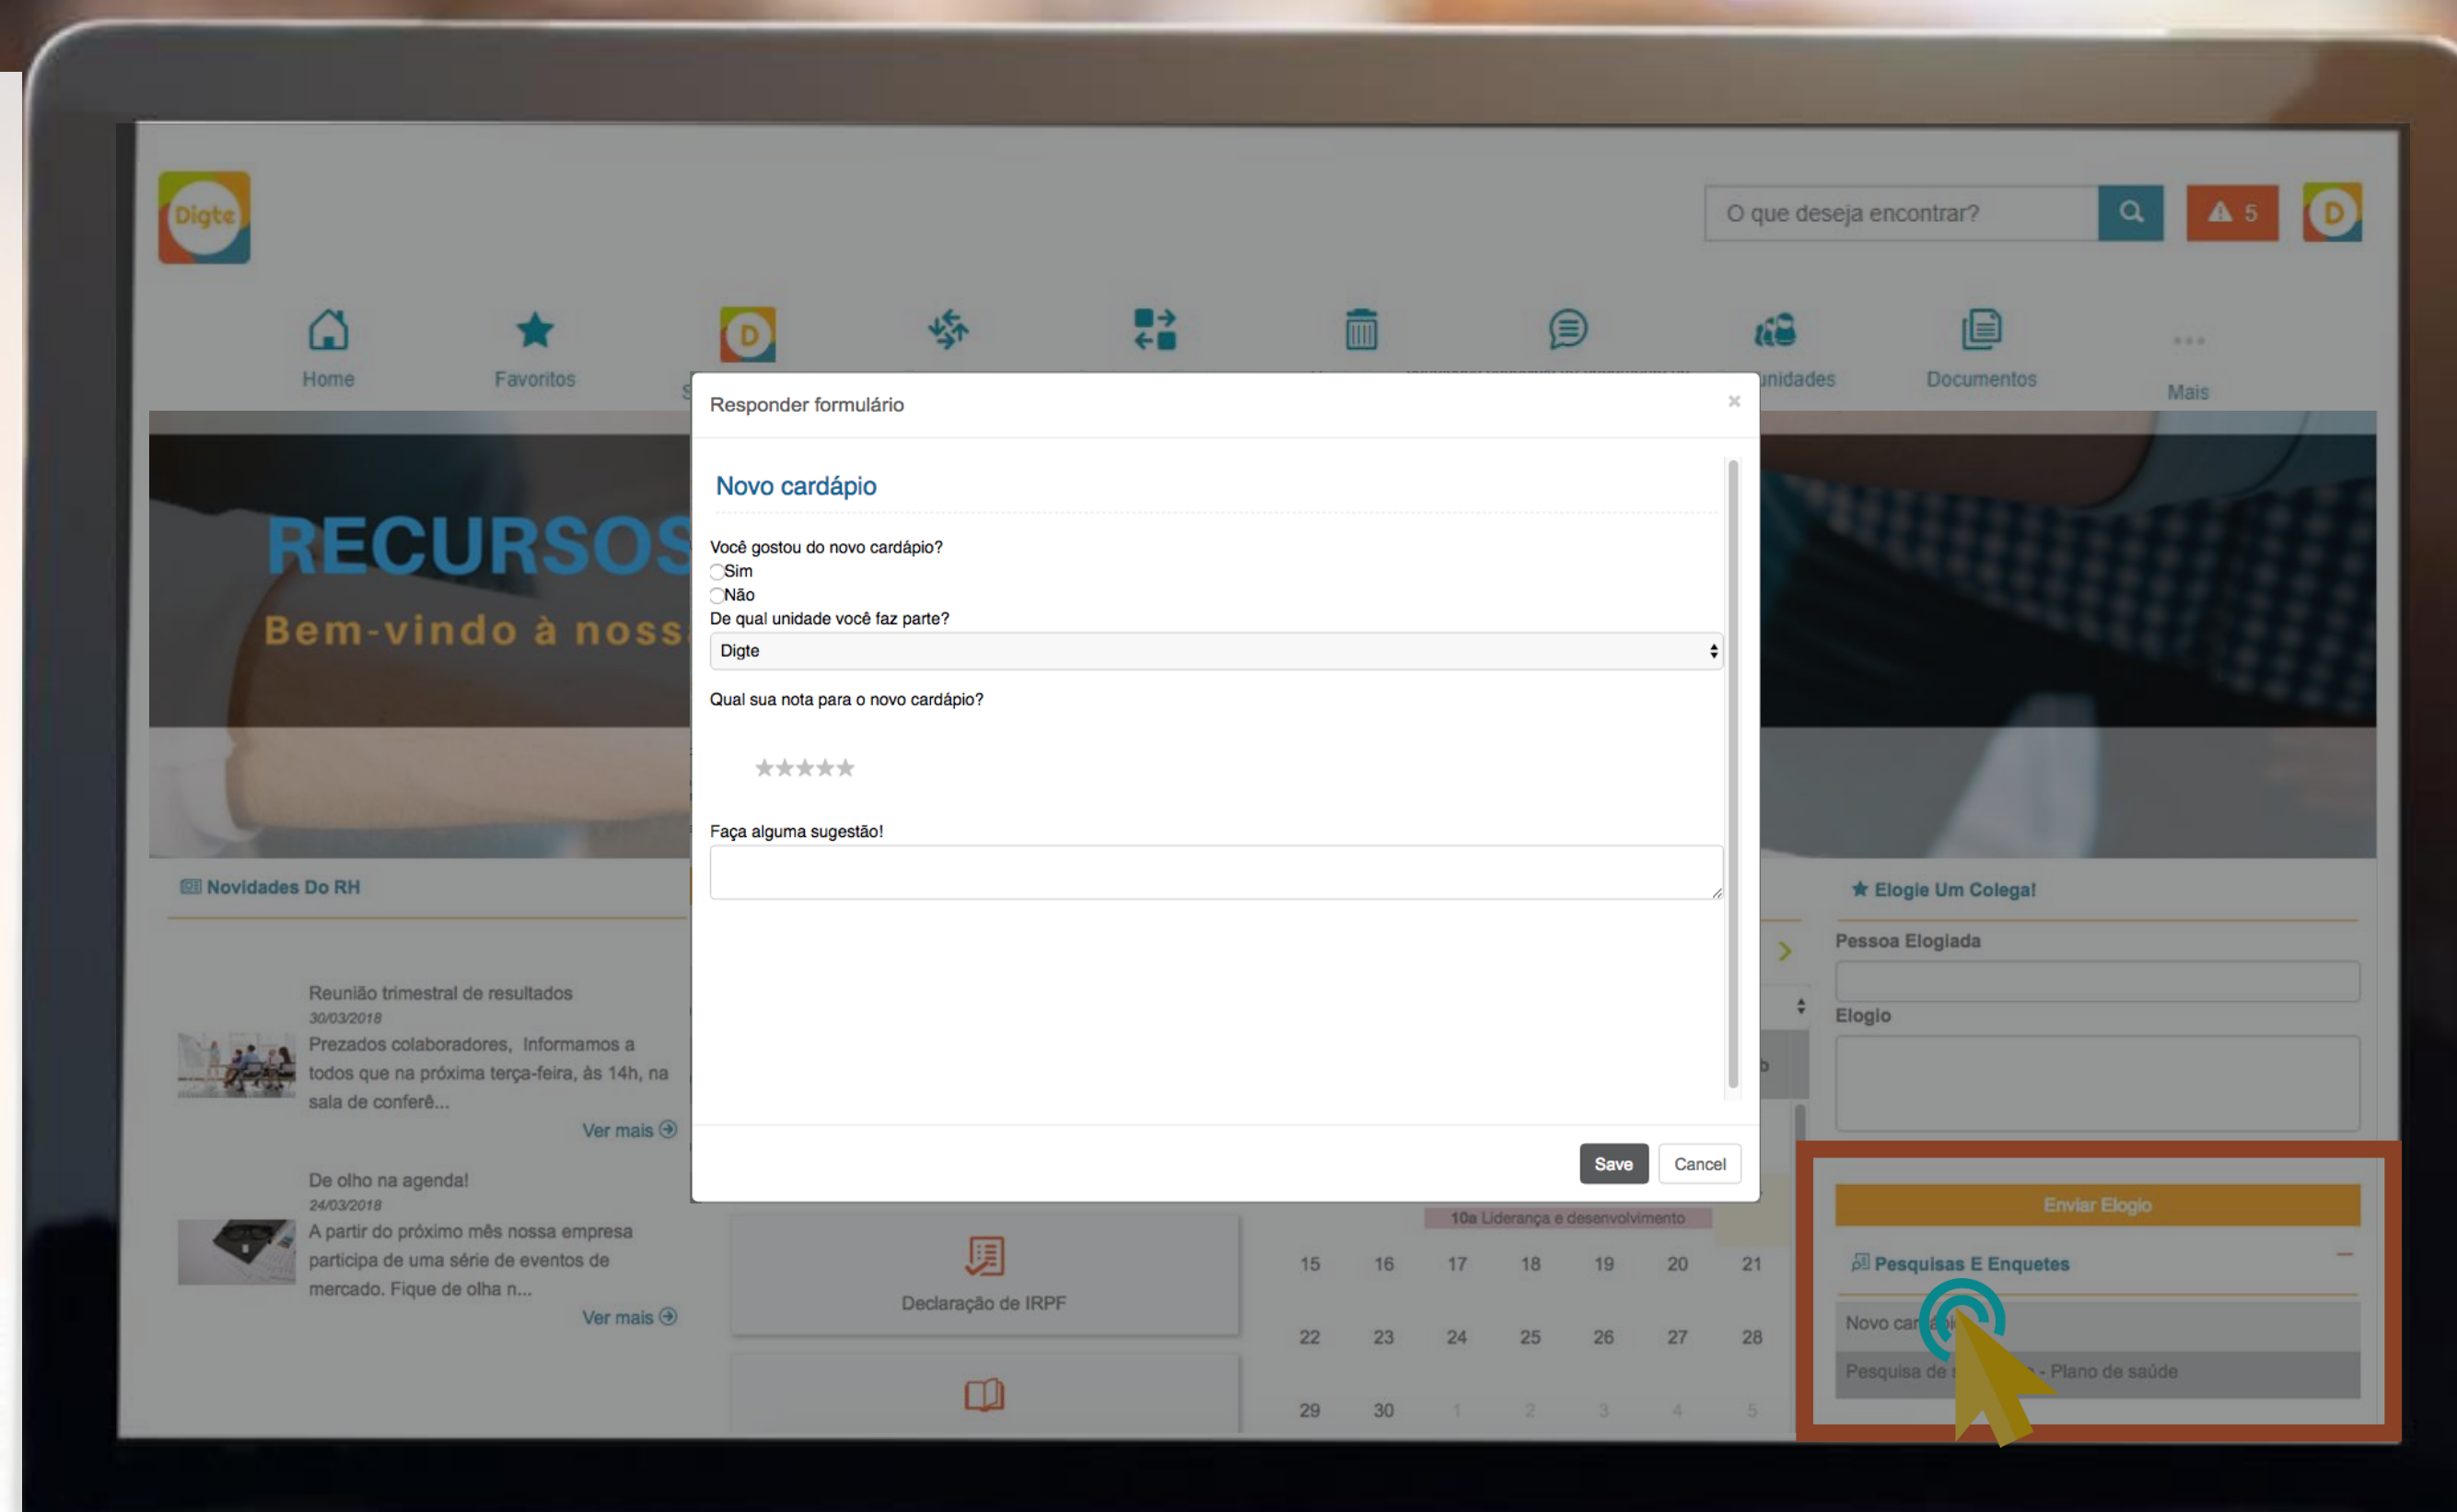 Digte
O que deseja encontrar?
5
D
Home
Favoritos
D
unidades
Documentos
Mais
RECURSOS
Bem-vindo à noss
Responder formulário
×
Novo cardápio
Você gostou do novo cardápio?
Sim
Não
De qual unidade você faz parte?
Digte
Qual sua nota para o novo cardápio?
Faça alguma sugestão!
Save
Cancel
Novidades Do RH
Reunião trimestral de resultados
30/03/2018
Prezados colaboradores, Informamos a
todos que na próxima terça-feira, às 14h, na
sala de conferê...
Ver mais
De olho na agenda!
24/03/2018
A partir do próximo mês nossa empresa
participa de uma série de eventos de
mercado. Fique de olha n...
Ver mais
Declaração de IRPF
10a Liderança e desenvolvimento
15 16 17 18 19 20 21
22 23 24 25 26 27 28
29 30 1 2 3 4 5
Elogie Um Colega!
Pessoa Elogiada
Elogio
Enviar Elogio
Pesquisas E Enquetes
Novo cardápio
Pesquisa de - Plano de saúde